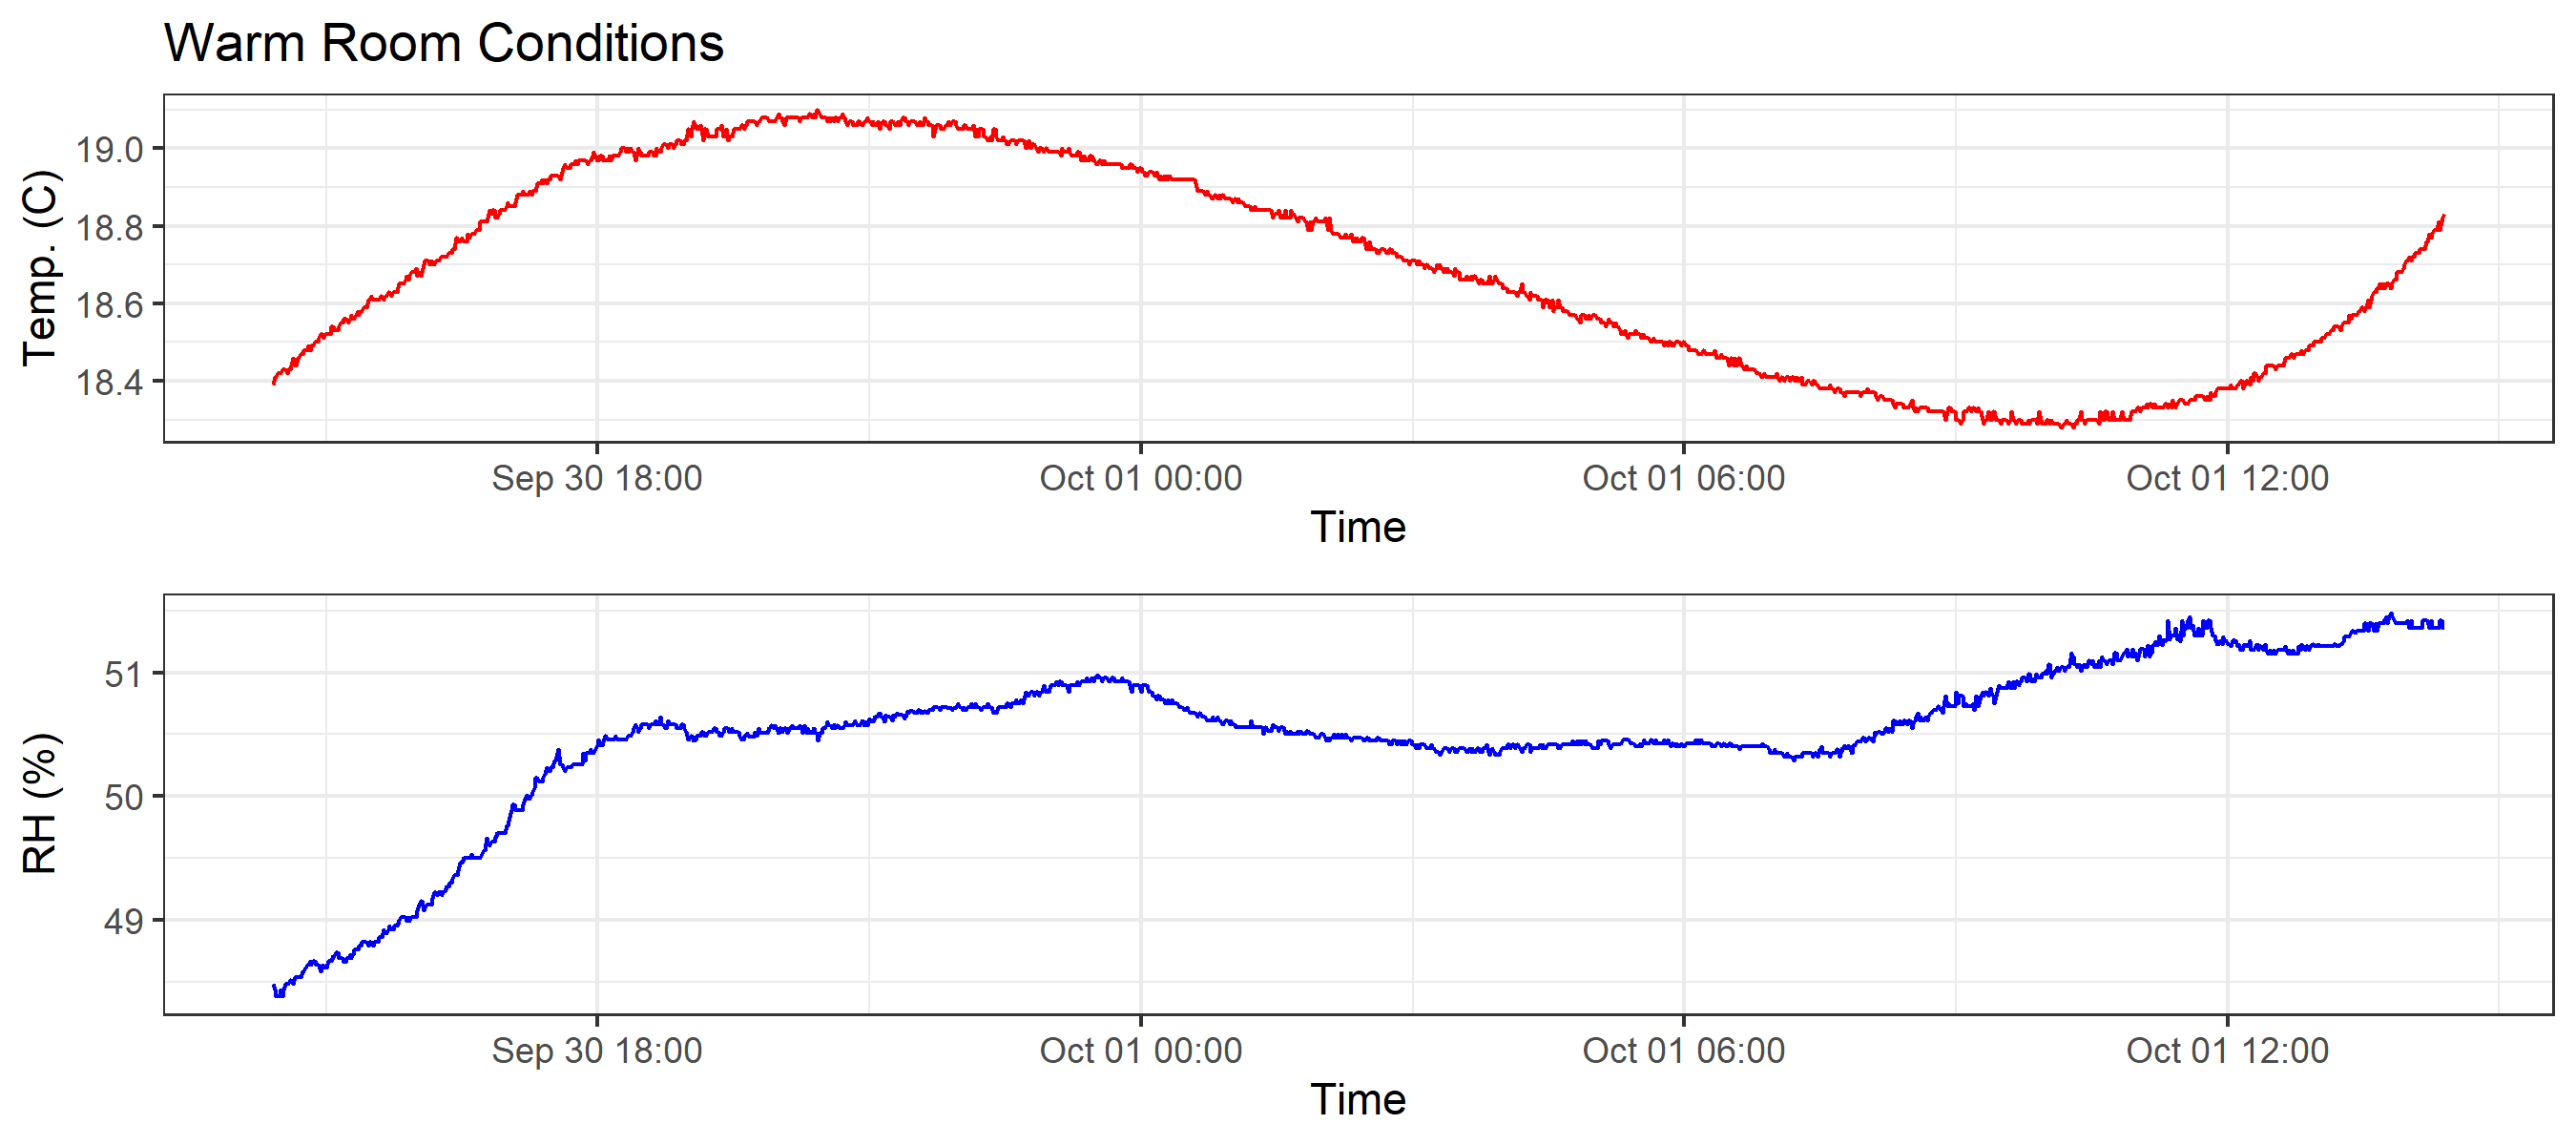 Warm Room Conditions
Temp. (C)
19.0
18.8
18.6
18.4
Sep 30 18:00 Oct 01 00:00 Oct 01 06:00 Oct 01 12:00
Time
RH (%)
51
50
49
Sep 30 18:00 Oct 01 00:00 Oct 01 06:00 Oct 01 12:00
Time